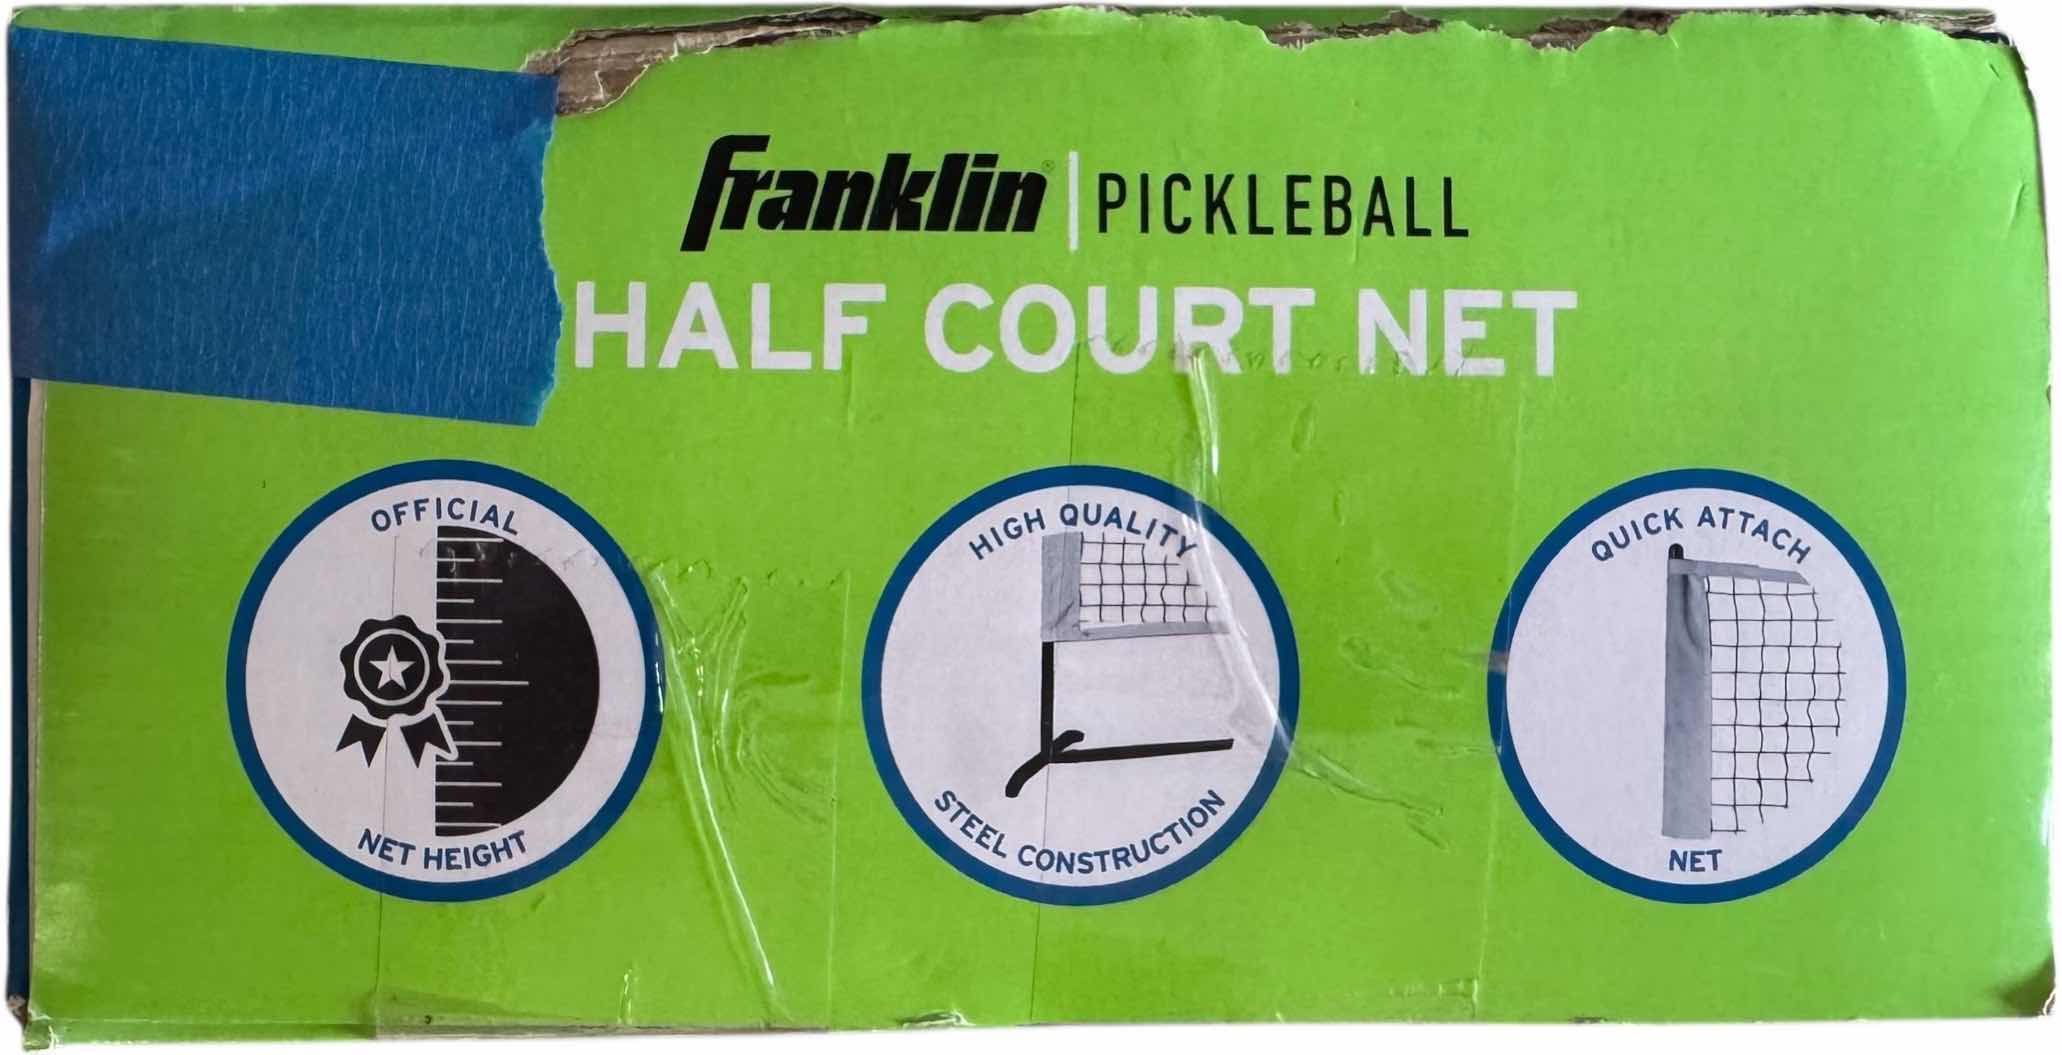 franklin® | PICKLEBALL
HALF COURT NET
OFFICIAL
NET HEIGHT
HIGH QUALITY
STEEL CONSTRUCTION
QUICK ATTACH
NET